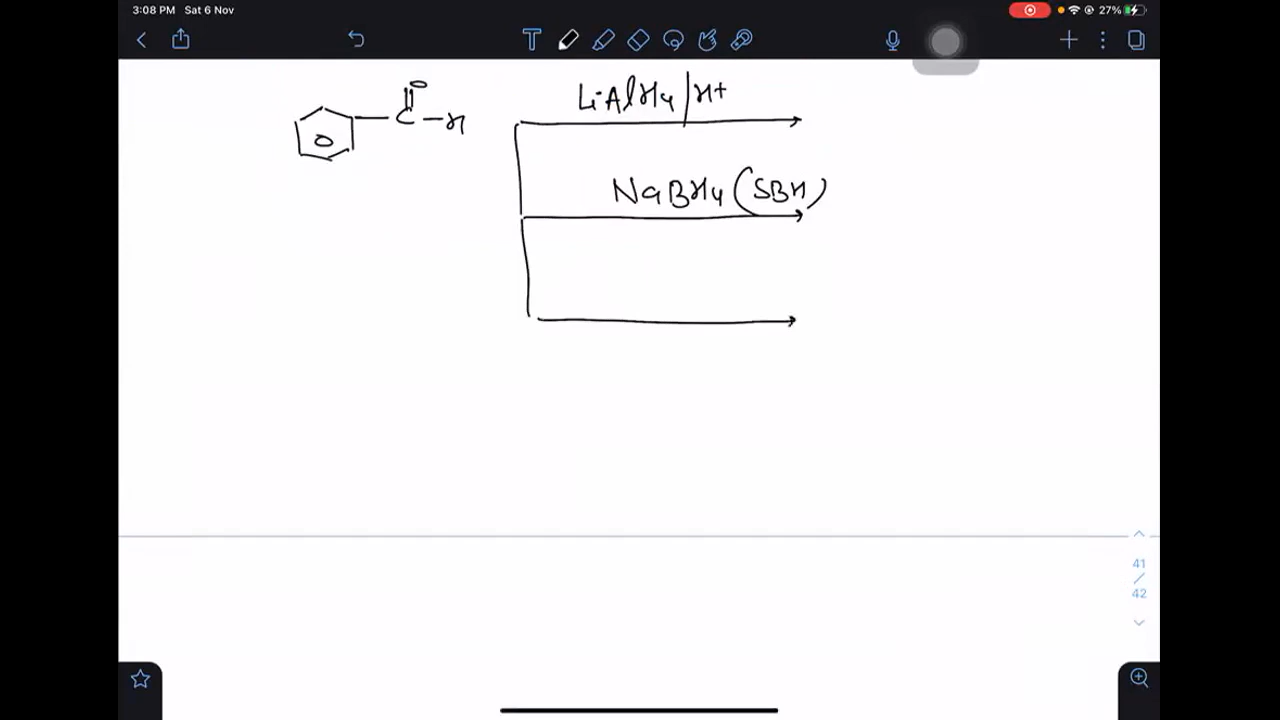 3:08 PM Sat 6 Nov
27%
T
O
C – H
LiAlH4/H+
NaBH4 (SBH)
41
/
42